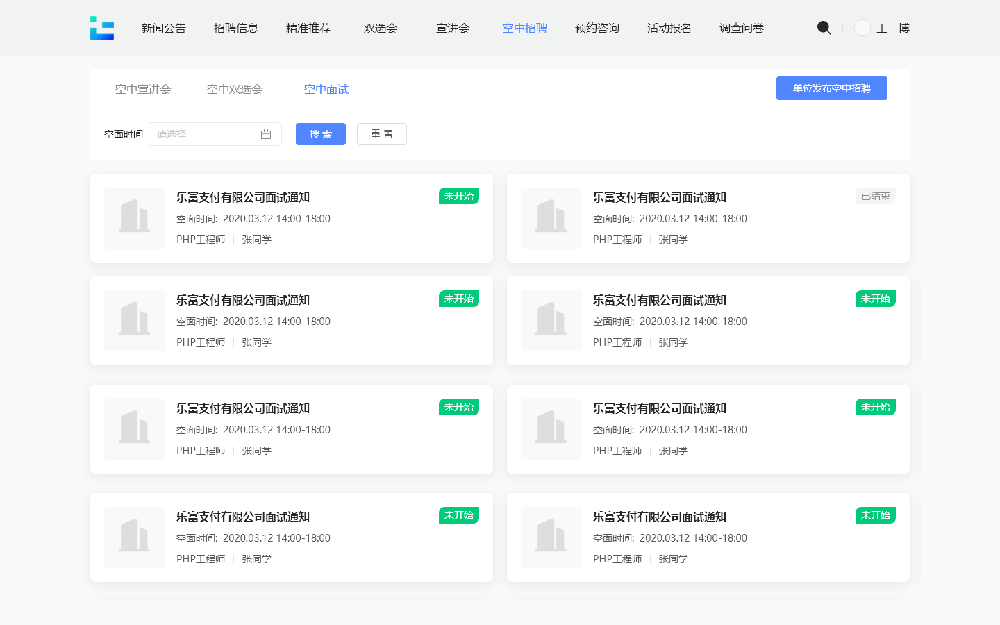 新闻公告 招聘信息 精准推荐 双选会 宣讲会 空中招聘 预约咨询 活动报名 调查问卷 王一博
空中宣讲会 空中双选会 空中面试 单位发布空中招聘
空面时间 请选择 搜 索 重 置
乐富支付有限公司面试通知 未开始
空面时间: 2020.03.12 14:00-18:00
PHP工程师 张同学
乐富支付有限公司面试通知 已结束
空面时间: 2020.03.12 14:00-18:00
PHP工程师 张同学
乐富支付有限公司面试通知 未开始
空面时间: 2020.03.12 14:00-18:00
PHP工程师 张同学
乐富支付有限公司面试通知 未开始
空面时间: 2020.03.12 14:00-18:00
PHP工程师 张同学
乐富支付有限公司面试通知 未开始
空面时间: 2020.03.12 14:00-18:00
PHP工程师 张同学
乐富支付有限公司面试通知 未开始
空面时间: 2020.03.12 14:00-18:00
PHP工程师 张同学
乐富支付有限公司面试通知 未开始
空面时间: 2020.03.12 14:00-18:00
PHP工程师 张同学
乐富支付有限公司面试通知 未开始
空面时间: 2020.03.12 14:00-18:00
PHP工程师 张同学